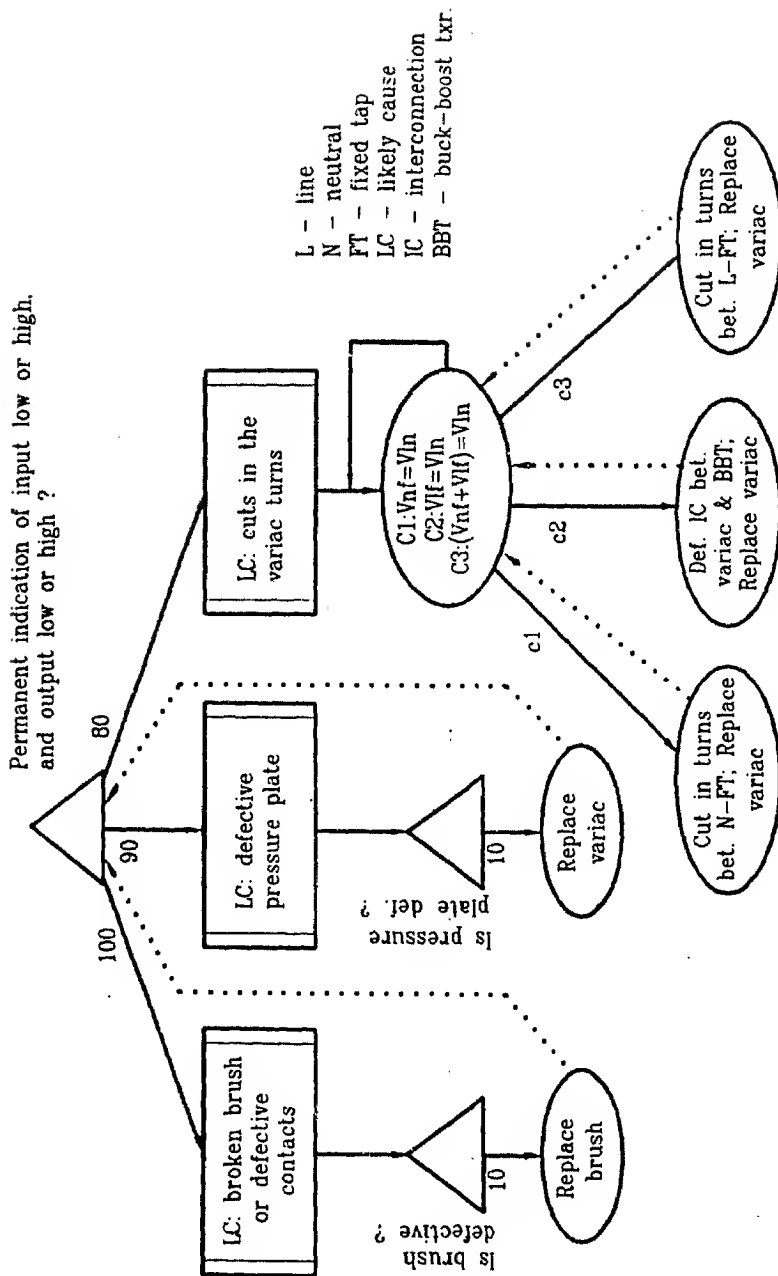 Permanent indication of input low or high.
and output low or high ?
100
90
80
LC: broken brush
or defective
contacts
LC: defective
pressure plate
LC: cuts in the
variac turns
L – line
N – neutral
FT – fixed tap
LC – likely cause
IC – interconnection
BBT – buck–boost txr.
Is brush
defective ?
10
Replace
brush
Is pressure
plate def. ?
10
Replace
variac
C1:Vnf=Vln
C2:Vlf=Vln
C3:(Vnf+Vlf)=Vln
c1
c2
c3
Cut in turns
bet. N–FT; Replace
variac
Def. IC bet.
variac & BBT;
Replace variac
Cut in turns
bet. L–FT; Replace
variac